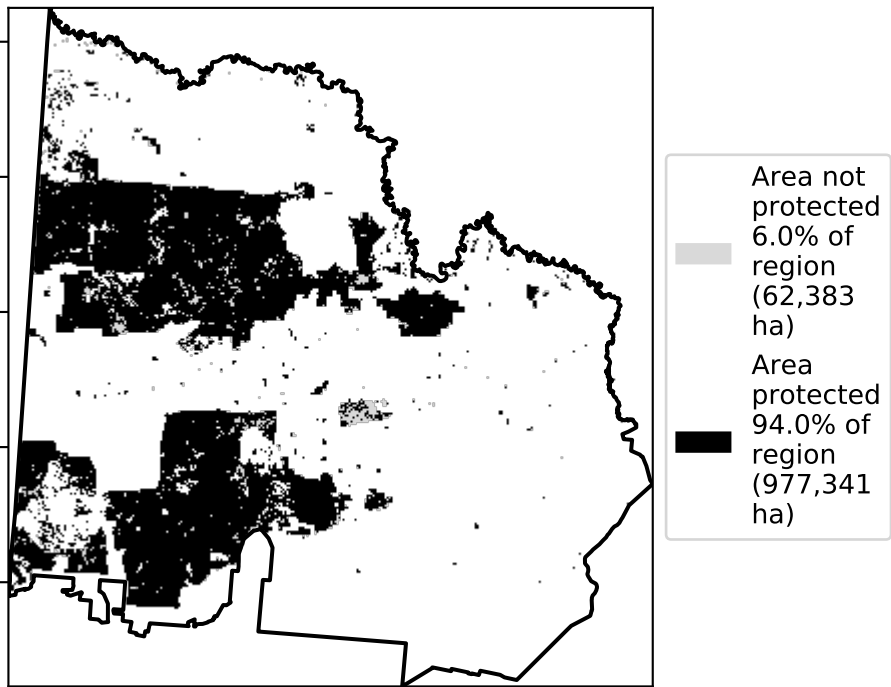 Area not
protected
6.0% of
region
(62,383
ha)
Area
protected
94.0% of
region
(977,341
ha)